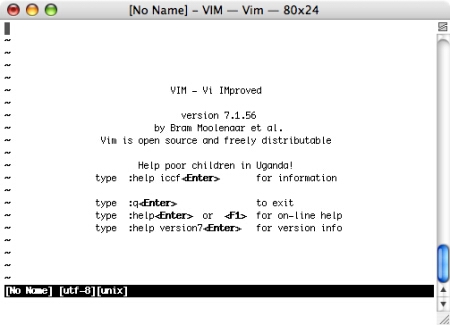 [No Name] – VIM — Vim — 80x24
~
~
~
~
~
VIM - Vi IMproved
~
~
version 7.1.56
~
by Bram Moolenaar et al.
~
Vim is open source and freely distributable
~
~
Help poor children in Uganda!
~
type :help iccf<Enter> for information
~
~
type :q<Enter> to exit
~
type :help<Enter> or <F1> for on-line help
~
type :help version7<Enter> for version info
~
~
~
~
[No Name] [utf-8][unix]